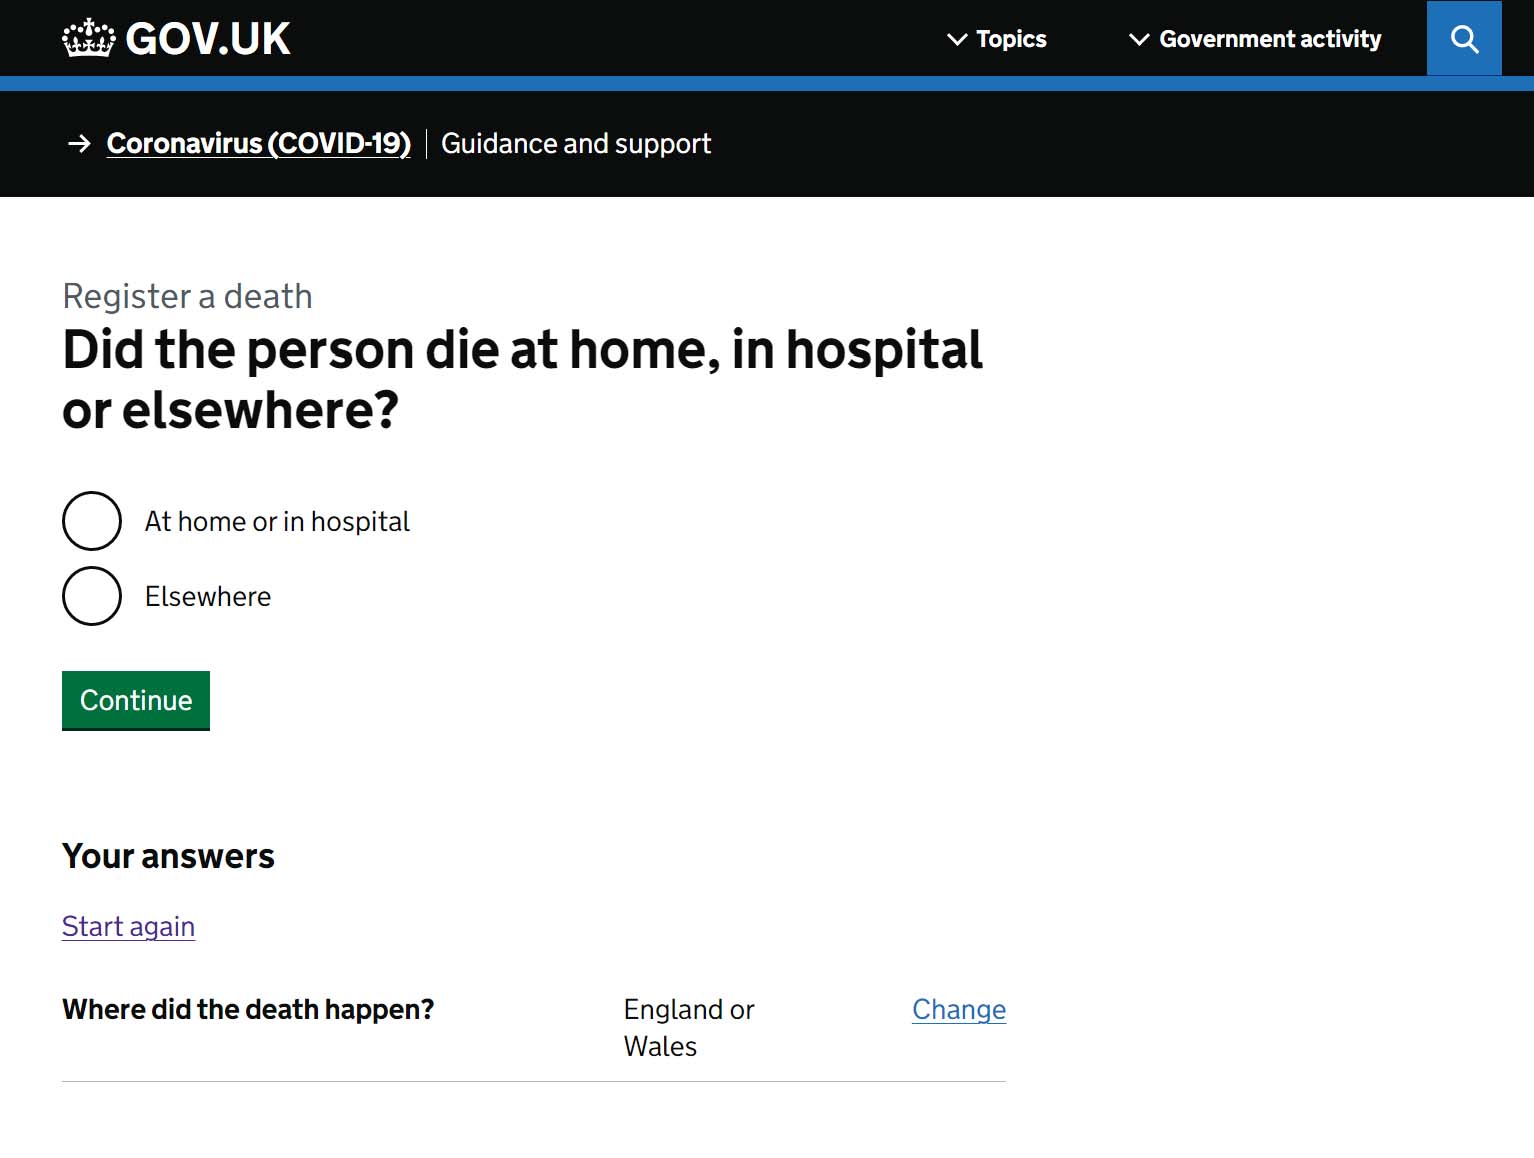 GOV.UK
Topics
Government activity
Coronavirus (COVID-19) Guidance and support
Register a death
Did the person die at home, in hospital
or elsewhere?
At home or in hospital
Elsewhere
Continue
Your answers
Start again
Where did the death happen? England or Change
Wales